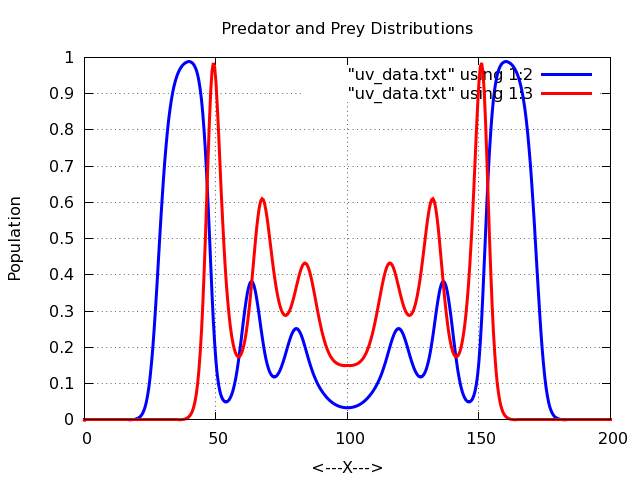 Predator and Prey Distributions
"uv_data.txt" using 1:2
"uv_data.txt" using 1:3
1
0.9
0.8
0.7
0.6
0.5
0.4
0.3
0.2
0.1
0
Population
0 50 100 150 200
<---X--->